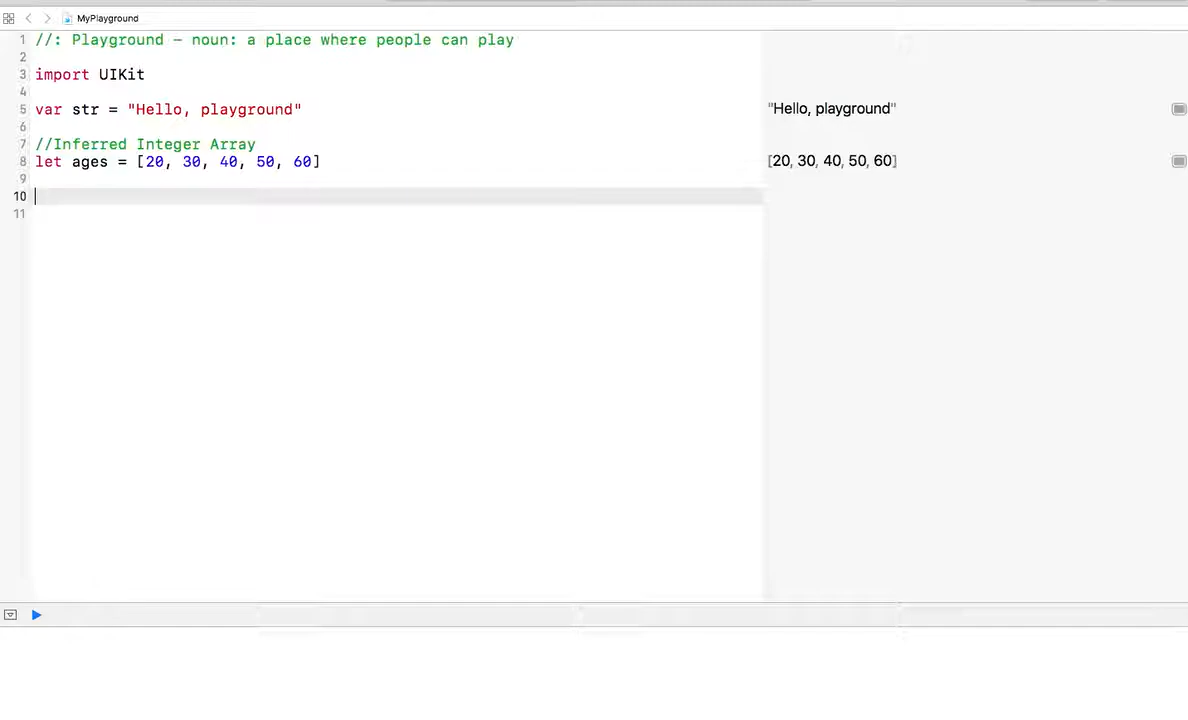 MyPlayground
1 //: Playground - noun: a place where people can play
2
3 import UIKit
4
5 var str = "Hello, playground" "Hello, playground"
6
7 //Inferred Integer Array
8 let ages = [20, 30, 40, 50, 60] [20, 30, 40, 50, 60]
9
10
11